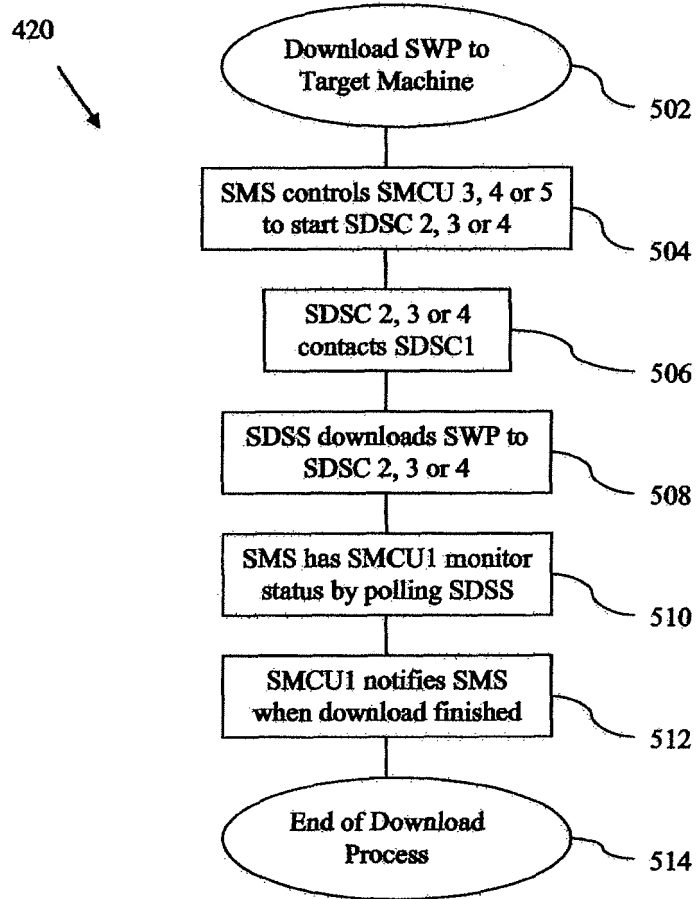 420
Download SWP to
Target Machine
502
SMS controls SMCU 3, 4 or 5
to start SDSC 2, 3 or 4
504
SDSC 2, 3 or 4
contacts SDSC1
506
SDSS downloads SWP to
SDSC 2, 3 or 4
508
SMS has SMCU1 monitor
status by polling SDSS
510
SMCU1 notifies SMS
when download finished
512
End of Download
Process
514